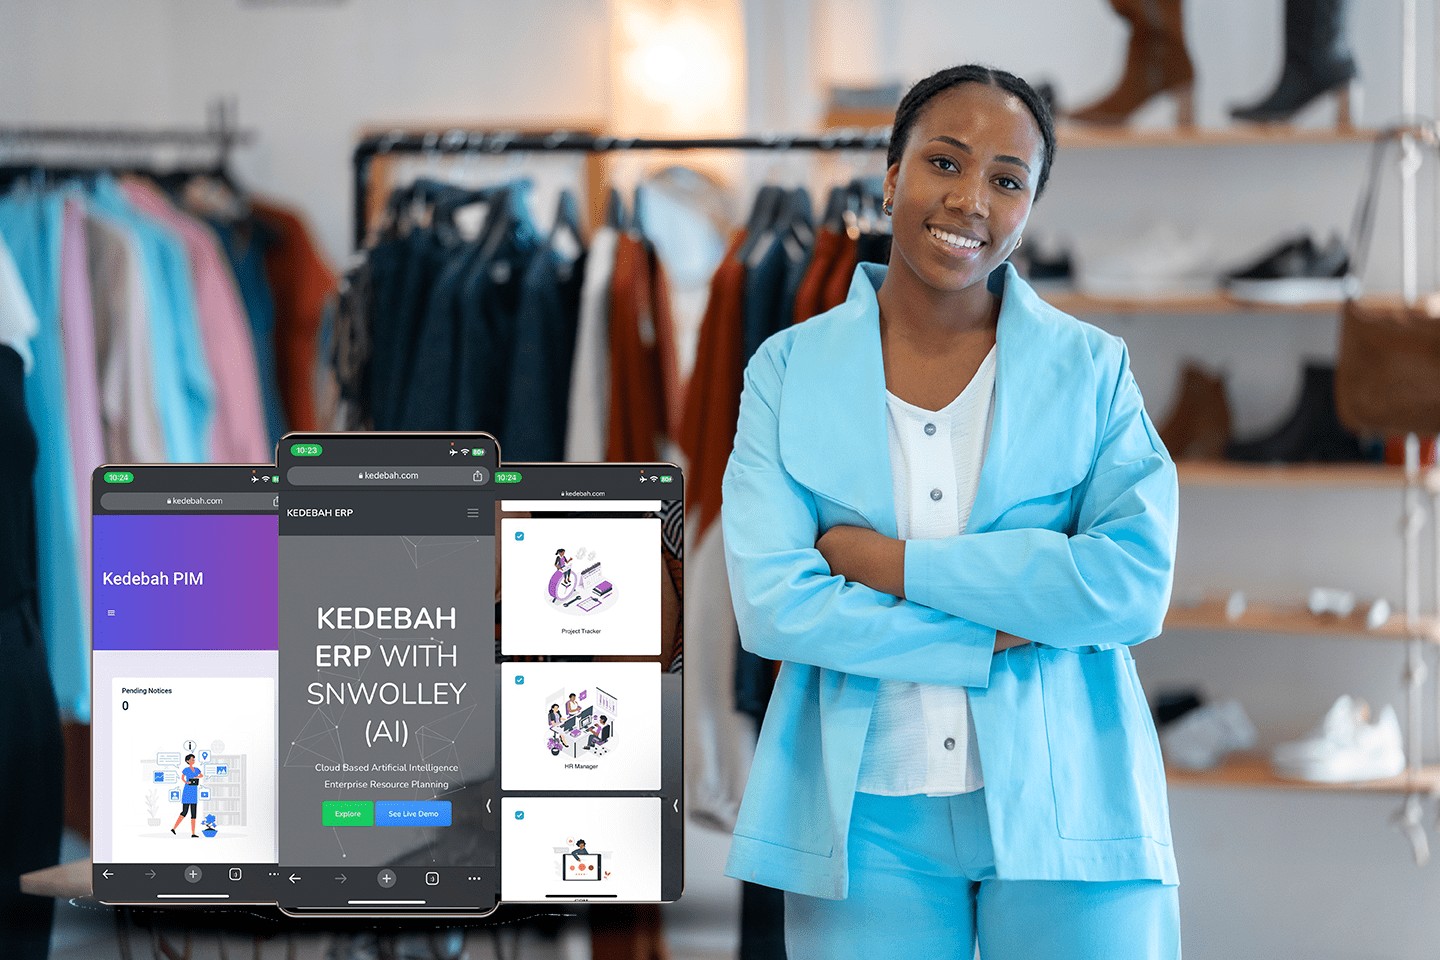 10:24
kedebah.com
Kedebah PIM
Pending Notices
0
10:23
80+
kedebah.com
KEDEBAH ERP
KEDEBAH
ERP WITH
SNWOLLEY
(AI)
Cloud Based Artificial Intelligence
Enterprise Resource Planning
Explore
See Live Demo
:)
10:24
80+
kedebah.com
Project Tracker
HR Manager